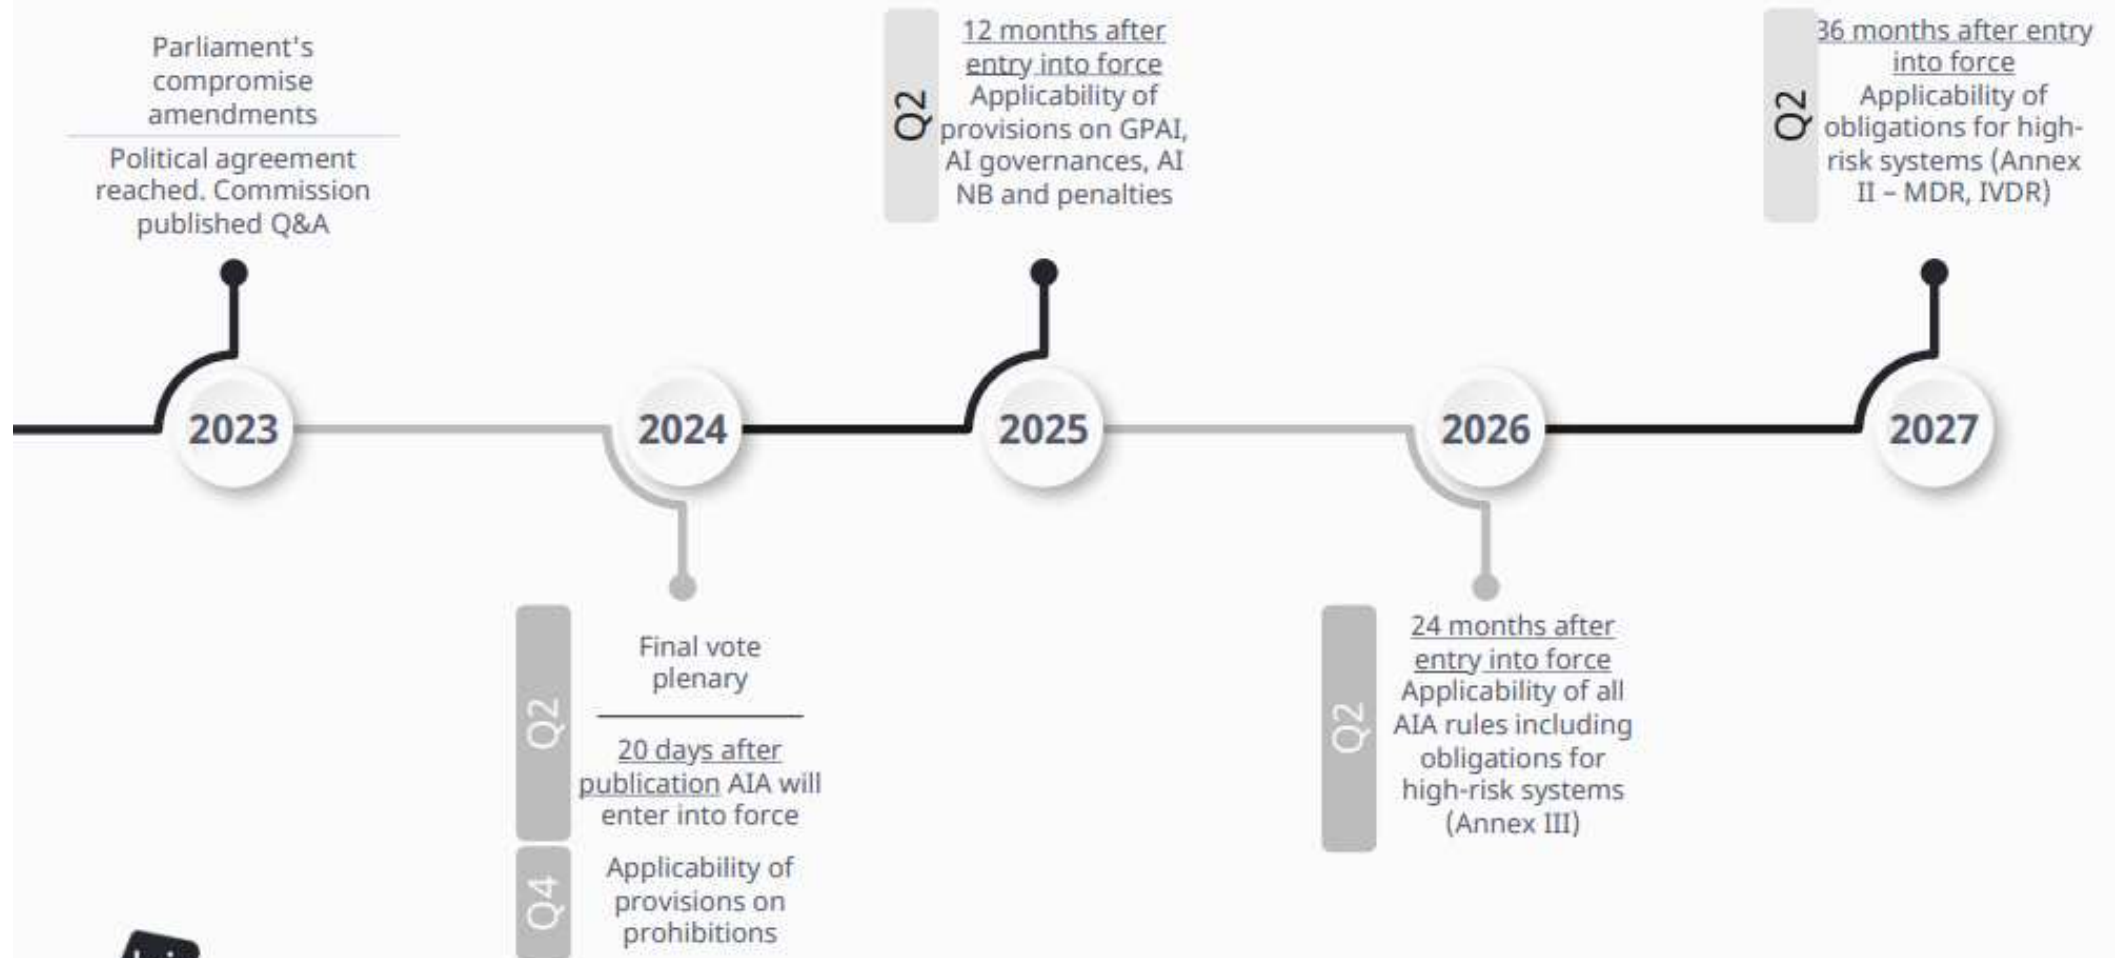 Parliament's
compromise
amendments
Political agreement
reached. Commission
published Q&A
2023
2024
Q2
Final vote
plenary
20 days after
publication AIA will
enter into force
Q4
Applicability of
provisions on
prohibitions
Q2
12 months after
entry into force
Applicability of
provisions on GPAI,
AI governances, AI
NB and penalties
2025
2026
Q2
24 months after
entry into force
Applicability of all
AIA rules including
obligations for
high-risk systems
(Annex III)
Q2
36 months after entry
into force
Applicability of
obligations for high-
risk systems (Annex
II – MDR, IVDR)
2027